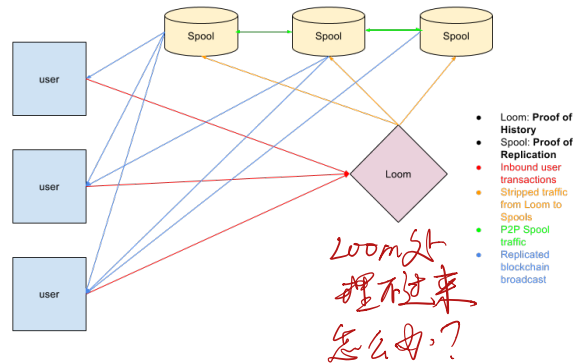 Spool
Spool
Spool
user
user
user
Loom
Loom: Proof of
History
Spool: Proof of
Replication
Inbound user
transactions
Stripped traffic
from Loom to
Spools
P2P Spool
traffic
Replicated
blockchain
broadcast
Loom处
理不过来
怎么办?